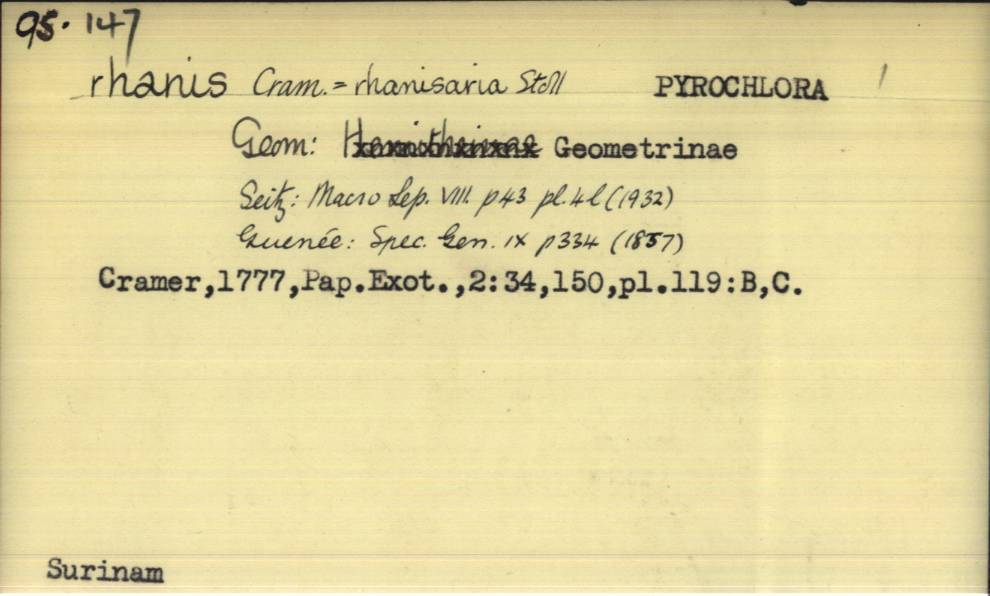 95. 147
rhanis Cram. = rhanisaria Stoll PYROCHLORA 1
Geom: Hemitheinae Geometrinae
Seitz: Macro Lep. VIII. p43 pl.4l (1932)
Guenée: Spec. Gen. IX p334 (1857)
Cramer,1777,Pap.Exot.,2:34,150,pl.119:B,C.
Surinam